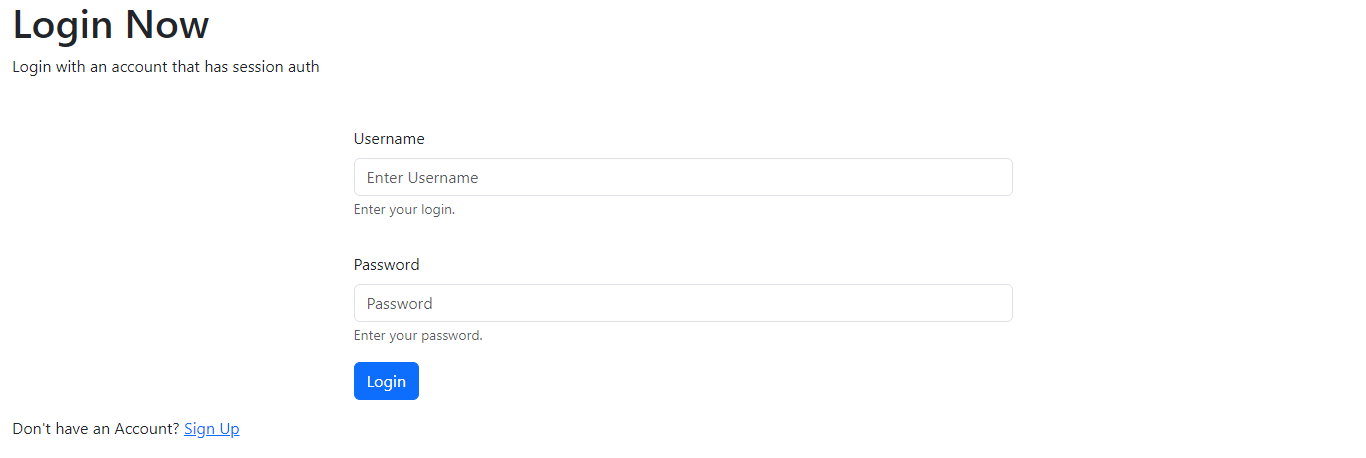 Login Now
Login with an account that has session auth
Username
Enter Username
Enter your login.
Password
Password
Enter your password.
Login
Don't have an Account? Sign Up